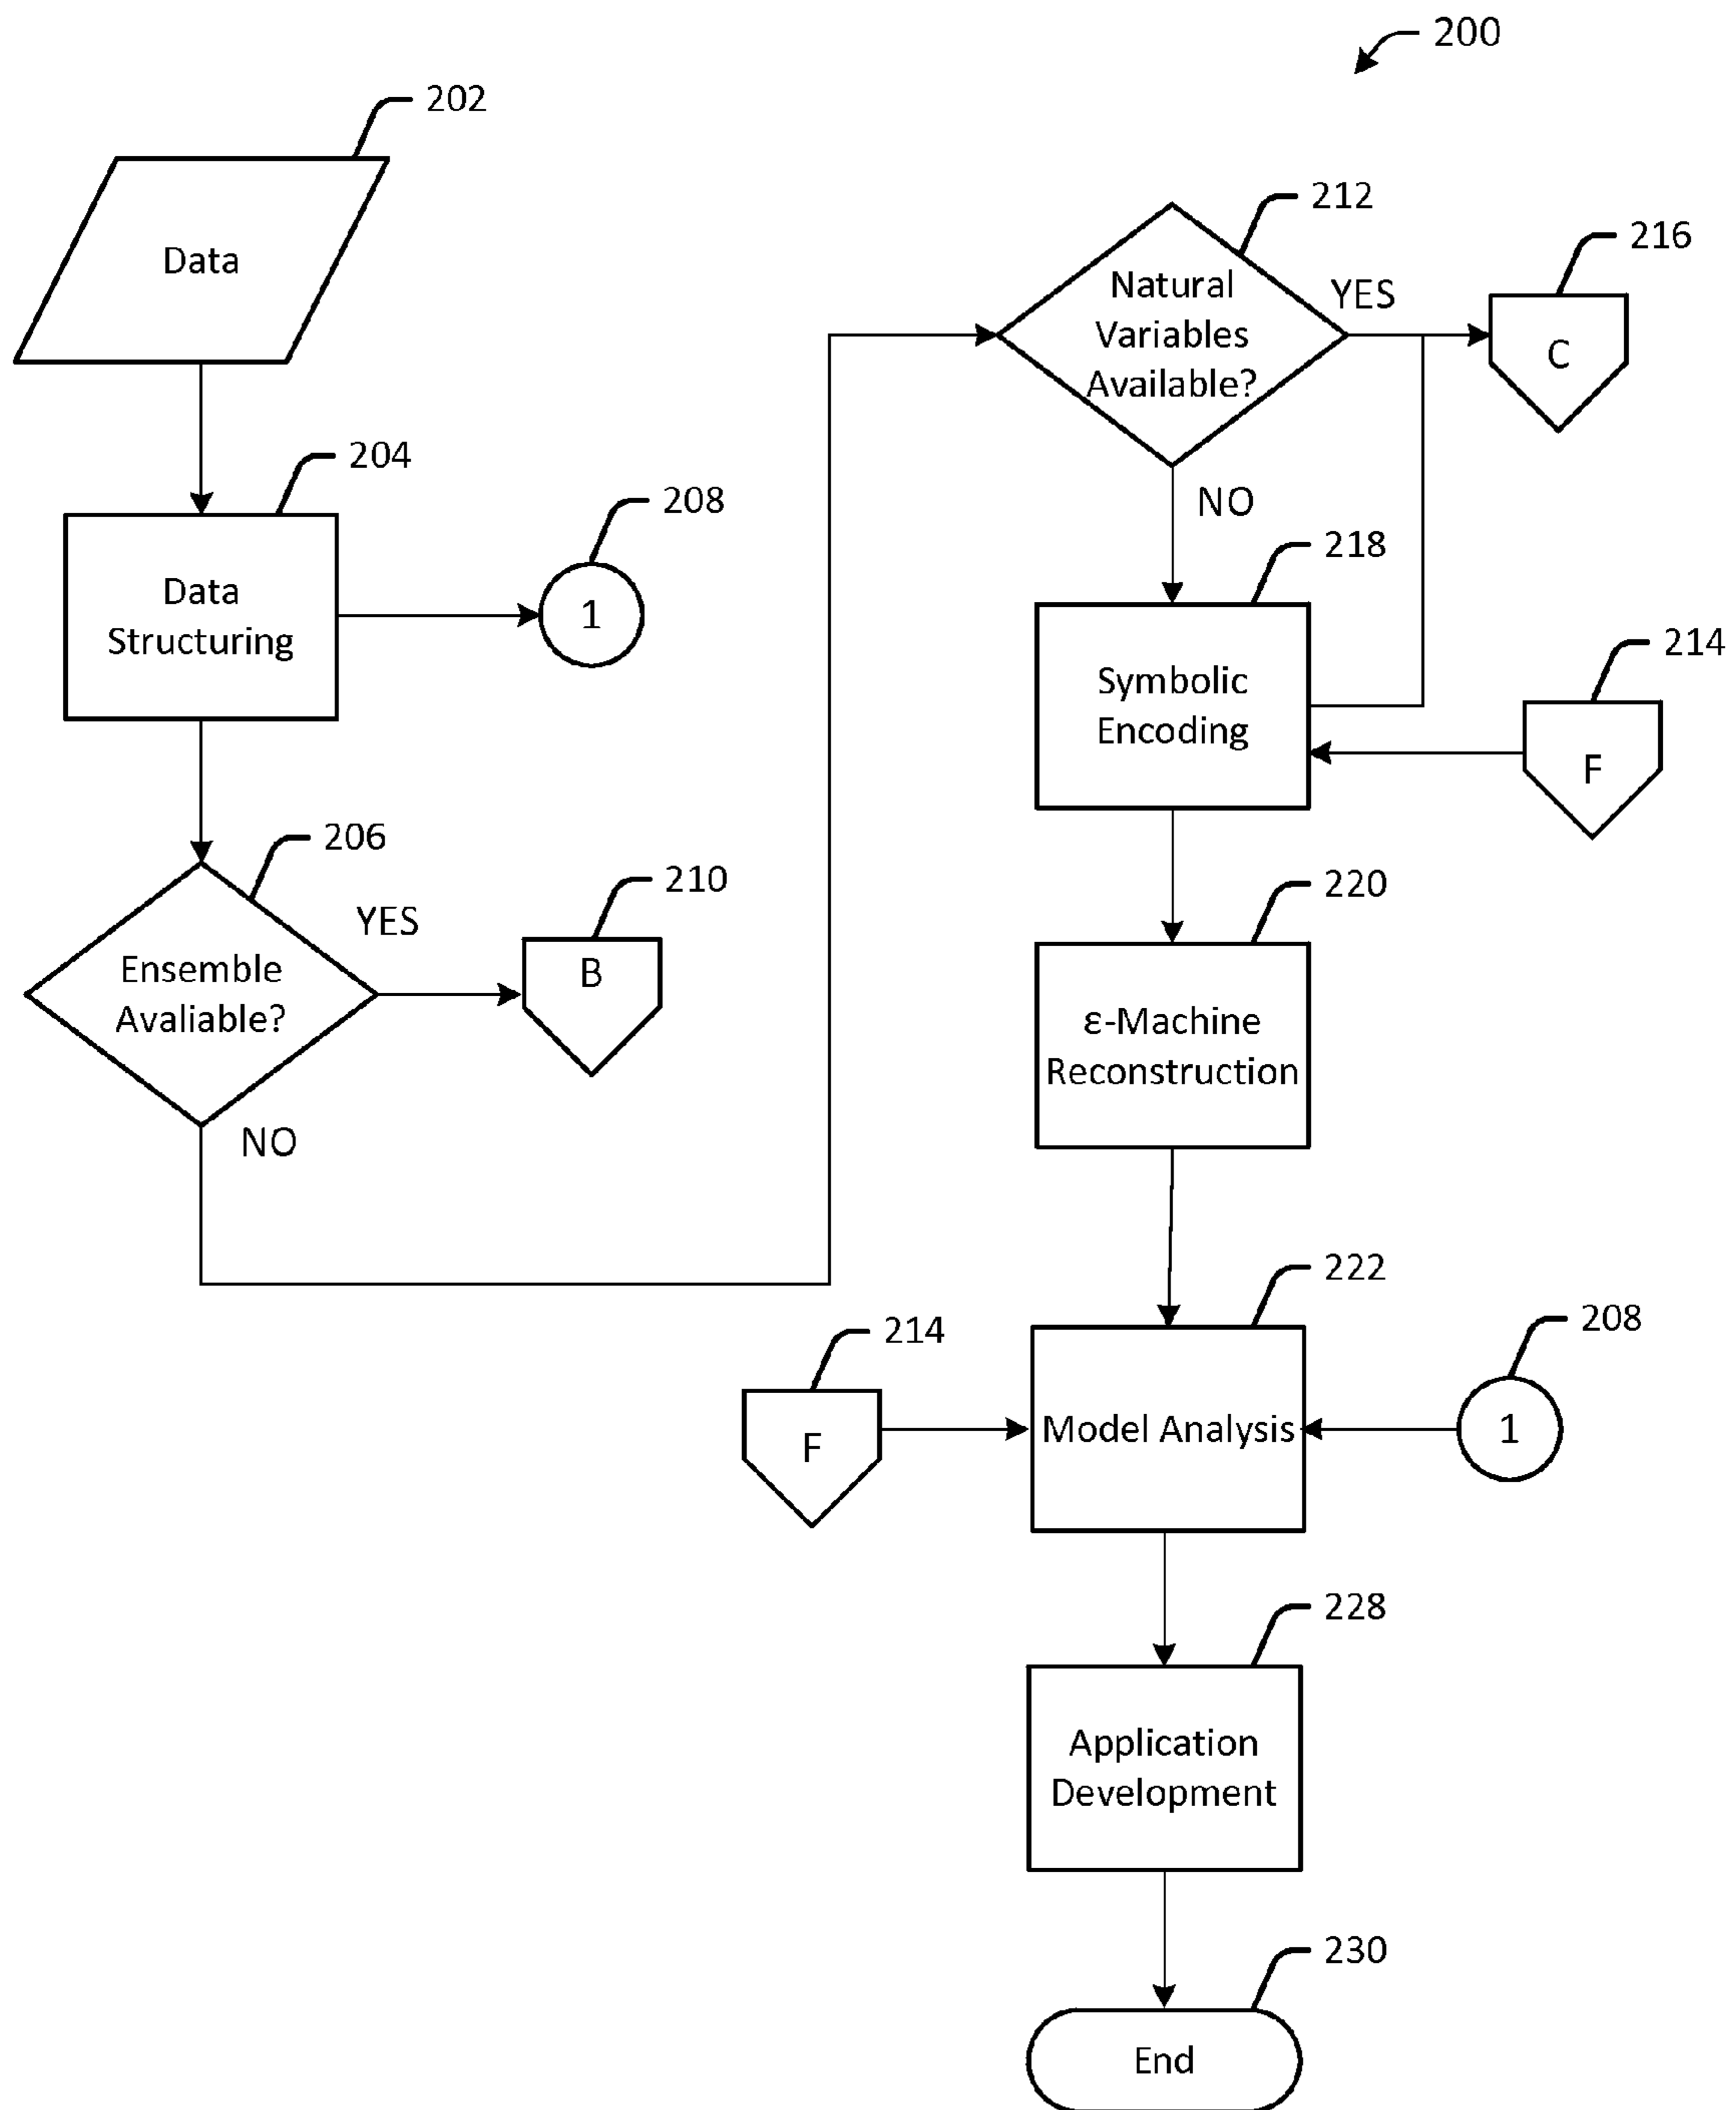 200
202
Data
204
Data
Structuring
208
1
206
Ensemble
Avaliable?
YES
210
B
NO
212
Natural
Variables
Available?
YES
216
C
NO
218
Symbolic
Encoding
214
F
220
ε-Machine
Reconstruction
222
Model Analysis
214
F
208
1
228
Application
Development
230
End